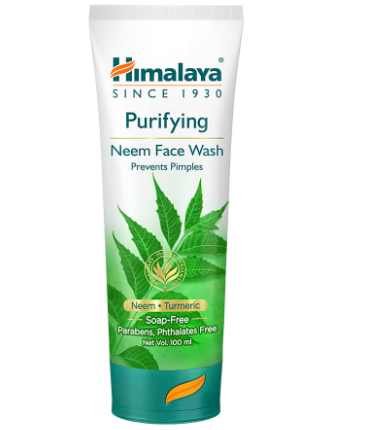 Himalaya®
SINCE 1930
Purifying
Neem Face Wash
Prevents Pimples
Neem • Turmeric
Soap-Free
Parabens, Phthalates Free
Net Vol. 100 ml